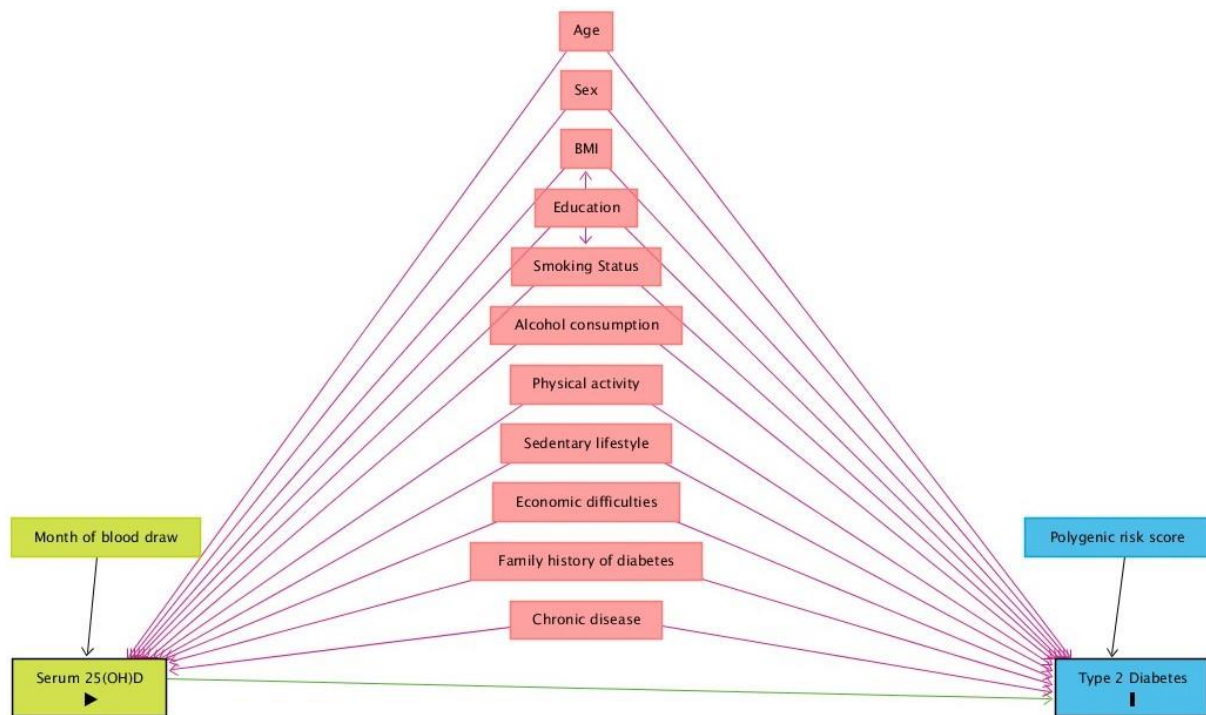 Age
Sex
BMI
Education
Smoking Status
Alcohol consumption
Physical activity
Sedentary lifestyle
Economic difficulties
Month of blood draw
Polygenic risk score
Family history of diabetes
Chronic disease
Serum 25(OH)D
Type 2 Diabetes